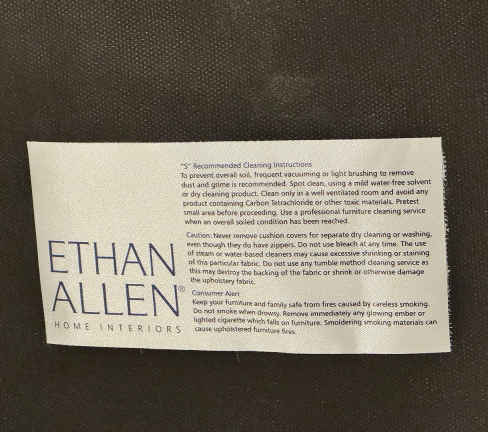 "S" Recommended Cleaning Instructions
To prevent overall soil, frequent vacuuming or light brushing to remove
dust and grime is recommended. Spot clean, using a mild water-free solvent
or dry cleaning product. Clean only in a well ventilated room and avoid any
product containing Carbon Tetrachloride or other toxic materials. Pretest
small area before proceeding. Use a professional furniture cleaning service
when an overall soiled condition has been reached.
Caution: Never remove cushion covers for separate dry cleaning or washing,
even though they do have zippers. Do not use bleach at any time. The use
of steam or water-based cleaners may cause excessive shrinking or staining
of this particular fabric. Do not use any tumble method cleaning service as
this may destroy the backing of the fabric or shrink or otherwise damage
the upholstery fabric.
Consumer Alert
Keep your furniture and family safe from fires caused by careless smoking.
Do not smoke when drowsy. Remove immediately any glowing ember or
lighted cigarette which falls on furniture. Smoldering smoking materials can
cause upholstered furniture fires.
ETHAN
ALLEN®
HOME INTERIORS